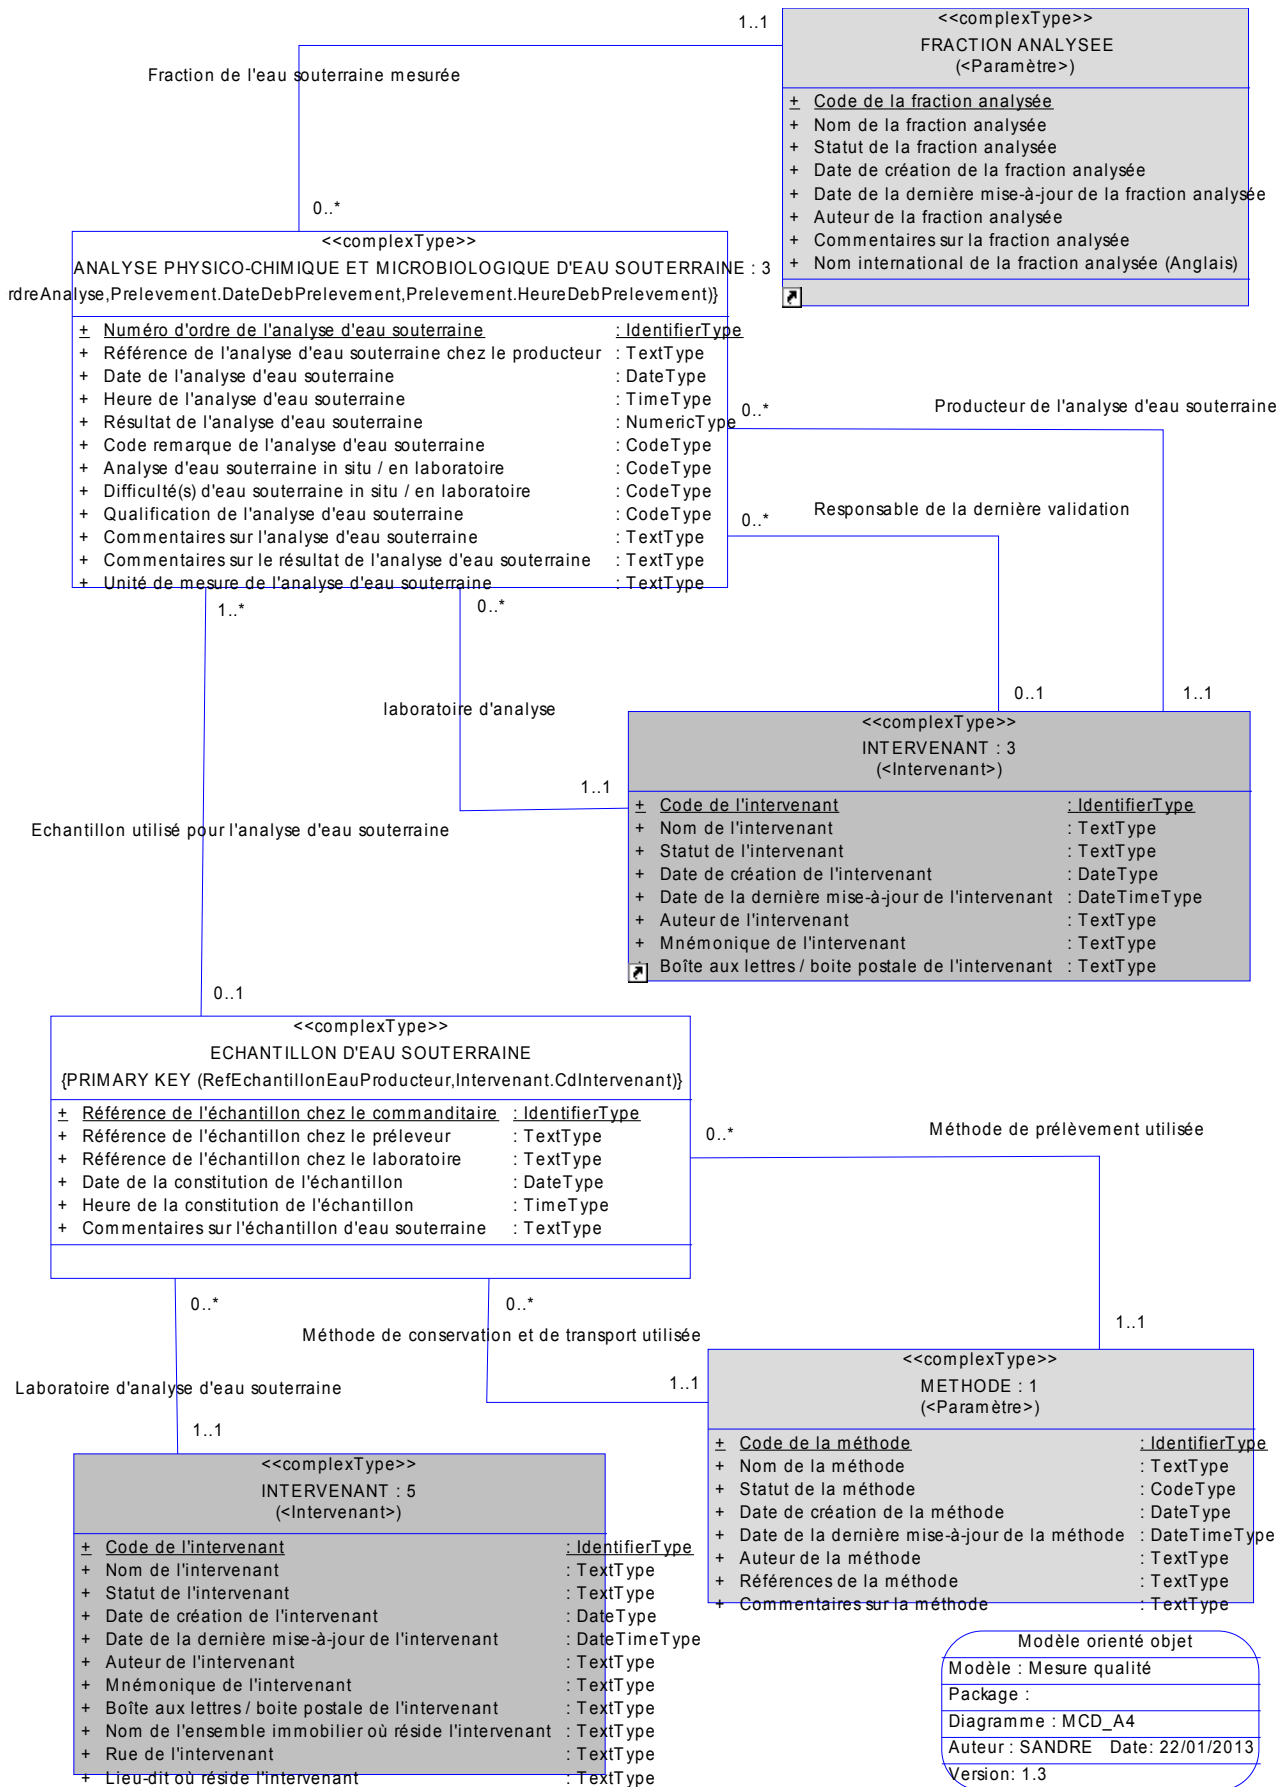 1..1
<<complexType>>
FRACTION ANALYSEE
(<Paramètre>)
Fraction de l'eau souterraine mesurée
+ Code de la fraction analysée
+ Nom de la fraction analysée
+ Statut de la fraction analysée
+ Date de création de la fraction analysée
+ Date de la dernière mise-à-jour de la fraction analysée
+ Auteur de la fraction analysée
+ Commentaires sur la fraction analysée
+ Nom international de la fraction analysée (Anglais)
0..*
<<complexType>>
ANALYSE PHYSICO-CHIMIQUE ET MICROBIOLOGIQUE D'EAU SOUTERRAINE : 3
rdreAnalyse,Prelevement.DateDebPrelevement,Prelevement.HeureDebPrelevement)}
+ Numéro d'ordre de l'analyse d'eau souterraine : IdentifierType
+ Référence de l'analyse d'eau souterraine chez le producteur : TextType
+ Date de l'analyse d'eau souterraine : DateType
+ Heure de l'analyse d'eau souterraine : TimeType
+ Résultat de l'analyse d'eau souterraine : NumericType
+ Code remarque de l'analyse d'eau souterraine : CodeType
+ Analyse d'eau souterraine in situ / en laboratoire : CodeType
+ Difficulté(s) d'eau souterraine in situ / en laboratoire : CodeType
+ Qualification de l'analyse d'eau souterraine : CodeType
+ Commentaires sur l'analyse d'eau souterraine : TextType
+ Commentaires sur le résultat de l'analyse d'eau souterraine : TextType
+ Unité de mesure de l'analyse d'eau souterraine : TextType
0..*
Producteur de l'analyse d'eau souterraine
0..*
Responsable de la dernière validation
1..*
0..*
0..1
1..1
laboratoire d'analyse
1..1
<<complexType>>
INTERVENANT : 3
(<Intervenant>)
+ Code de l'intervenant : IdentifierType
+ Nom de l'intervenant : TextType
+ Statut de l'intervenant : TextType
+ Date de création de l'intervenant : DateType
+ Date de la dernière mise-à-jour de l'intervenant : DateTimeType
+ Auteur de l'intervenant : TextType
+ Mnémonique de l'intervenant : TextType
+ Boîte aux lettres / boite postale de l'intervenant : TextType
Echantillon utilisé pour l'analyse d'eau souterraine
0..1
<<complexType>>
ECHANTILLON D'EAU SOUTERRAINE
{PRIMARY KEY (RefEchantillonEauProducteur,Intervenant.CdIntervenant)}
+ Référence de l'échantillon chez le commanditaire : IdentifierType
+ Référence de l'échantillon chez le préleveur : TextType
+ Référence de l'échantillon chez le laboratoire : TextType
+ Date de la constitution de l'échantillon : DateType
+ Heure de la constitution de l'échantillon : TimeType
+ Commentaires sur l'échantillon d'eau souterraine : TextType
0..*
Méthode de prélèvement utilisée
0..*
0..*
1..1
Méthode de conservation et de transport utilisée
1..1
Laboratoire d'analyse d'eau souterraine
1..1
<<complexType>>
METHODE : 1
(<Paramètre>)
+ Code de la méthode : IdentifierType
+ Nom de la méthode : TextType
+ Statut de la méthode : CodeType
+ Date de création de la méthode : DateType
+ Date de la dernière mise-à-jour de la méthode : DateTimeType
+ Auteur de la méthode : TextType
+ Références de la méthode : TextType
+ Commentaires sur la méthode : TextType
<<complexType>>
INTERVENANT : 5
(<Intervenant>)
+ Code de l'intervenant : IdentifierType
+ Nom de l'intervenant : TextType
+ Statut de l'intervenant : TextType
+ Date de création de l'intervenant : DateType
+ Date de la dernière mise-à-jour de l'intervenant : DateTimeType
+ Auteur de l'intervenant : TextType
+ Mnémonique de l'intervenant : TextType
+ Boîte aux lettres / boite postale de l'intervenant : TextType
+ Nom de l'ensemble immobilier où réside l'intervenant : TextType
+ Rue de l'intervenant : TextType
+ Lieu-dit où réside l'intervenant : TextType
Modèle orienté objet
Modèle : Mesure qualité
Package :
Diagramme : MCD_A4
Auteur : SANDRE Date: 22/01/2013
Version: 1.3